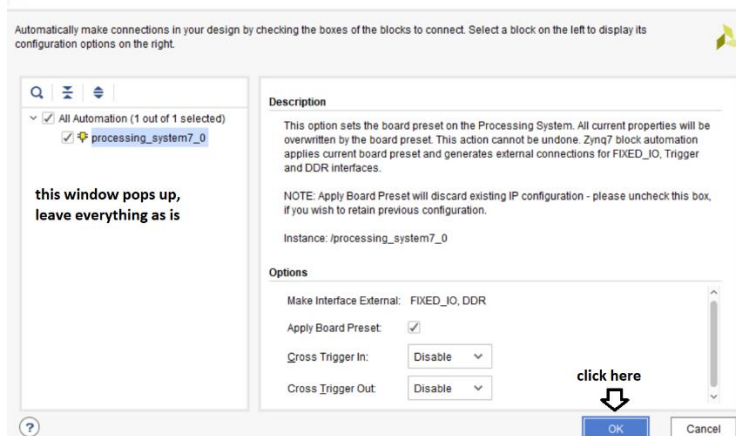 Automatically make connections in your design by checking the boxes of the blocks to connect. Select a block on the left to display its
configuration options on the right.
All Automation (1 out of 1 selected)
processing_system7_0
this window pops up,
leave everything as is
Description
This option sets the board preset on the Processing System. All current properties will be
overwritten by the board preset. This action cannot be undone. Zynq7 block automation
applies current board preset and generates external connections for FIXED_IO, Trigger
and DDR interfaces.
NOTE: Apply Board Preset will discard existing IP configuration - please uncheck this box,
if you wish to retain previous configuration.
Instance: /processing_system7_0
Options
Make Interface External: FIXED_IO, DDR
Apply Board Preset:
Cross Trigger In: Disable
Cross Trigger Out: Disable
click here
?
OK
Cancel